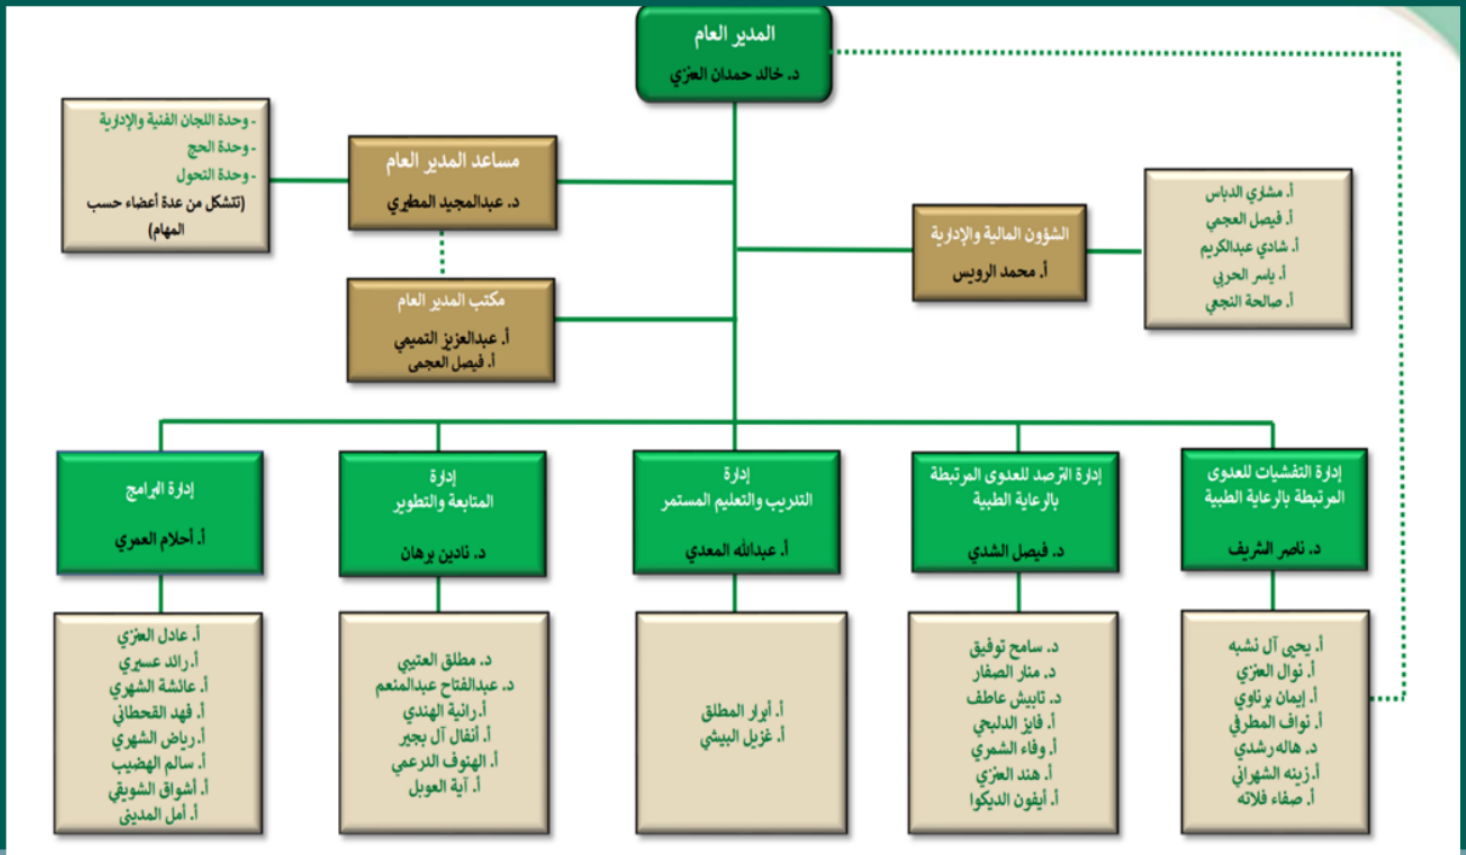 المدير العام
د. خالد حمدان العنزي
مساعد المدير العام
د. عبدالمجيد المطيري
- وحدة اللجان الفنية والإدارية
- وحدة الحج
- وحدة التحول
(تتشكل من عدة أعضاء حسب
المهام)
الشؤون المالية والإدارية
أ. محمد الرويس
أ. مشاري الدباس
أ. فيصل العجمي
أ. شادي عبدالكريم
أ. ياسر الحربي
أ. صالحة النجعي
مكتب المدير العام
أ. عبدالعزيز التميمي
أ. فيصل العجمي
إدارة التفشيات للعدوى
المرتبطة بالرعاية الطبية
د. ناصر الشريف
أ. يحيى آل نشبه
أ. نوال العنزي
أ. إيمان برناوي
أ. نواف المطرفي
د. هاله رشدي
أ. زينه الشهراني
أ. صفاء فلاته
إدارة الترصد للعدوى المرتبطة
بالرعاية الطبية
د. فيصل الشدي
د. سامح توفيق
د. منار الصفار
د. تابيش عاطف
أ. فايز الدلبحي
أ. وفاء الشمري
أ. هند العنزي
أ. أيفون الديكوا
إدارة
التدريب والتعليم المستمر
أ. عبدالله المعدي
أ. أبرار المطلق
أ. غزيل البيشي
إدارة
المتابعة والتطوير
د. نادين برهان
د. مطلق العتيبي
د. عبدالفتاح عبدالمنعم
أ. رانية الهندي
أ. أنفال آل بجير
أ. الهنوف الدرعمي
أ. آية العوبل
إدارة البرامج
أ. أحلام العمري
أ. عادل العنزي
أ. رائد عسيري
أ. عائشة الشهري
أ. فهد القحطاني
أ. رياض الشهري
أ. سالم الهضيب
أ. أشواق الشويقي
أ. أمل المديني